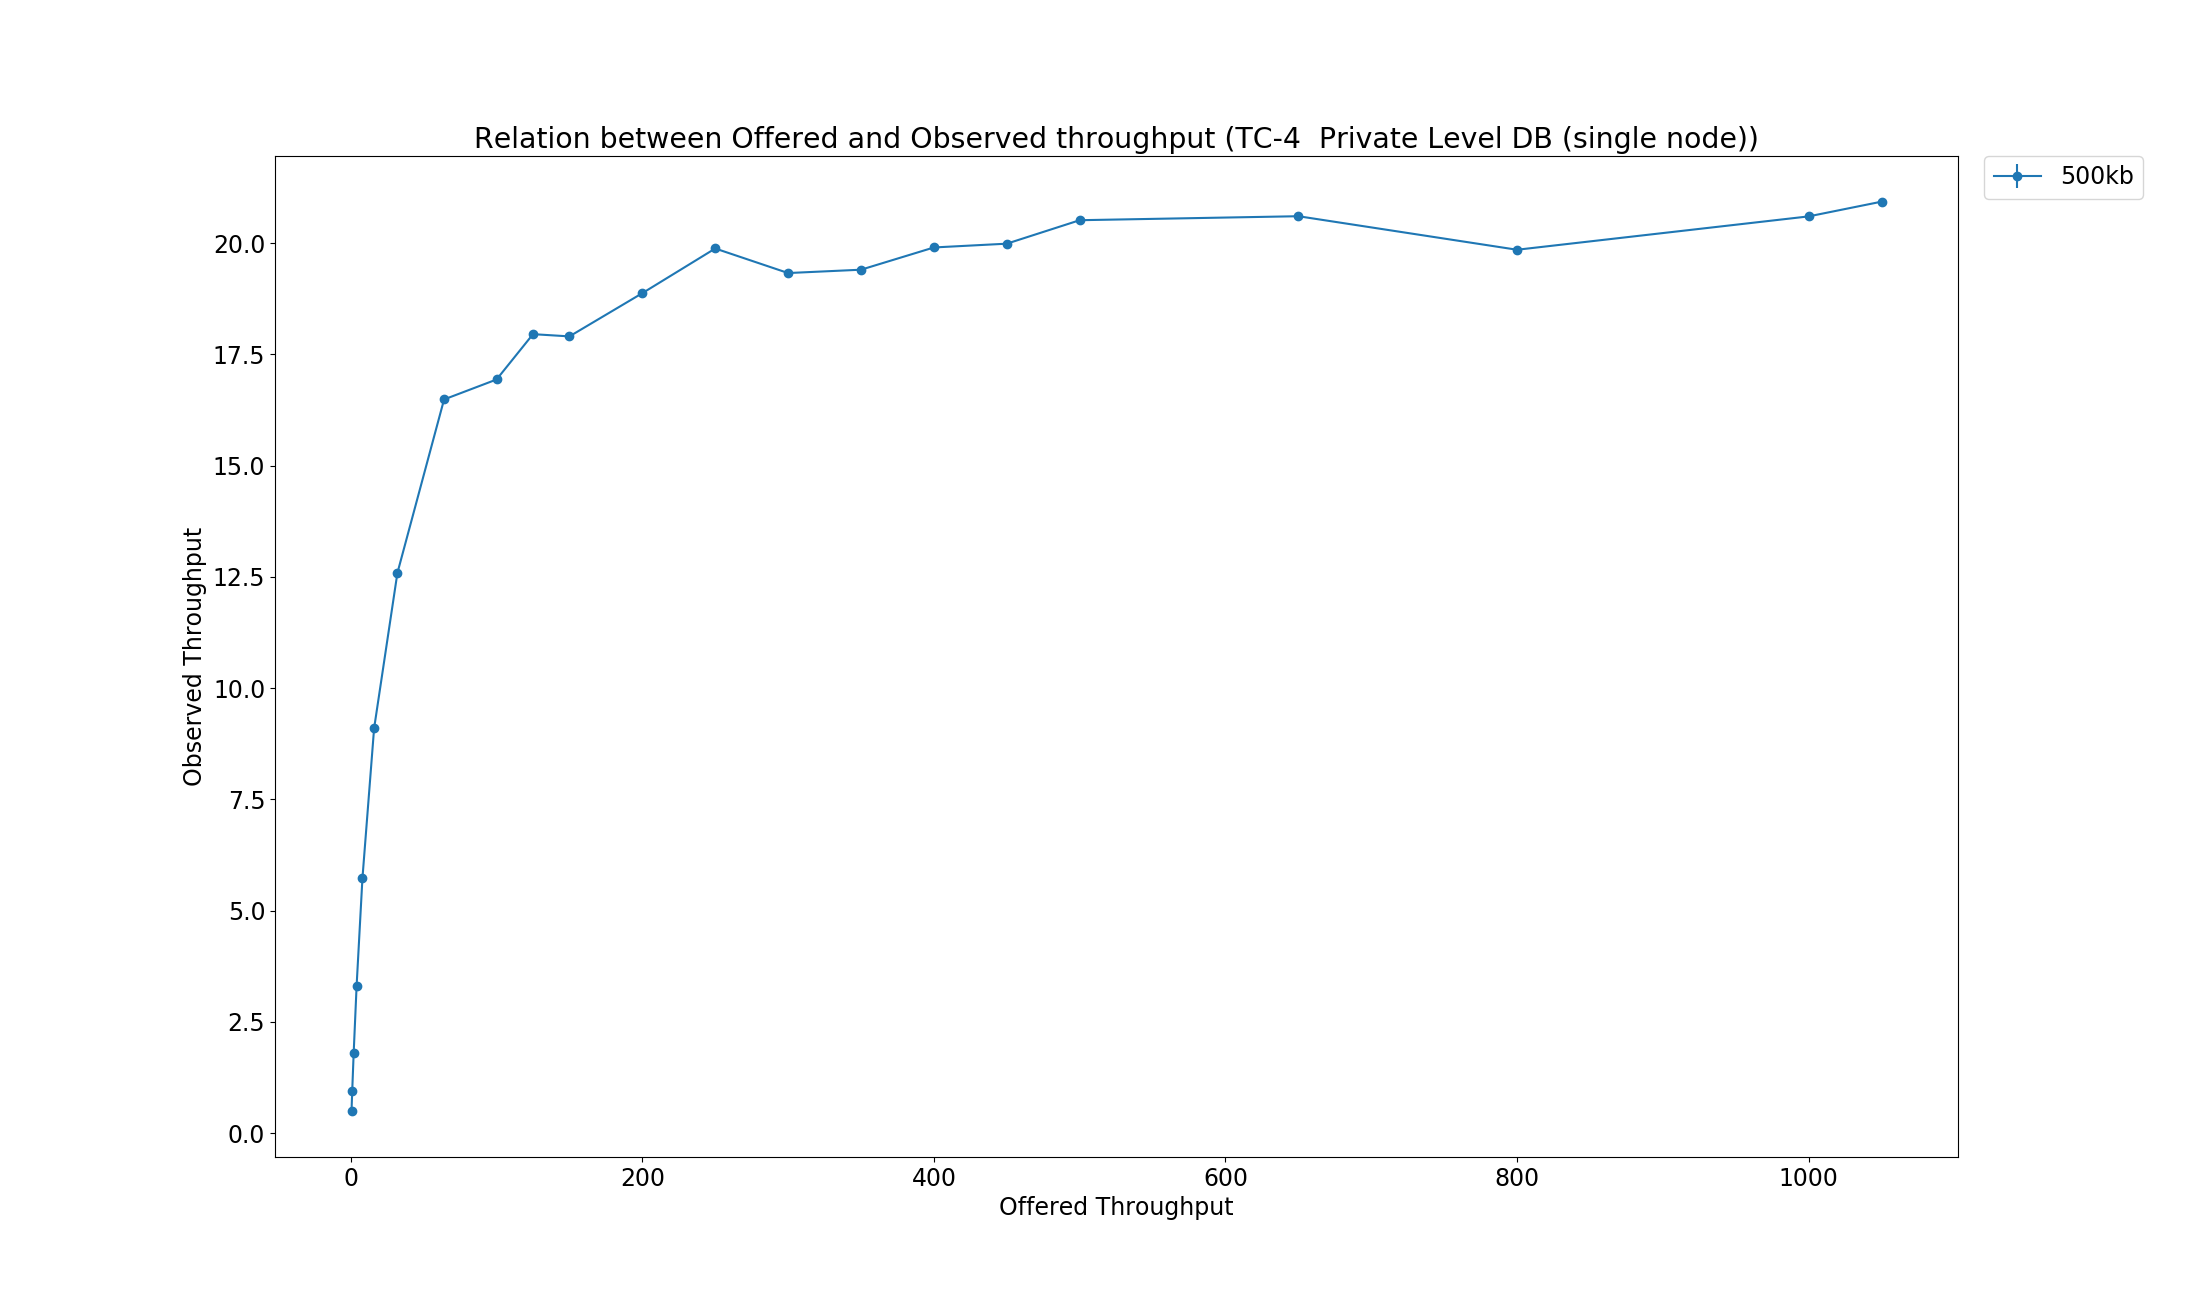 Relation between Offered and Observed throughput (TC-4  Private Level DB (single node))
500kb
20.0
17.5
15.0
12.5
10.0
7.5
5.0
2.5
0.0
Observed Throughput
0 200 400 600 800 1000
Offered Throughput